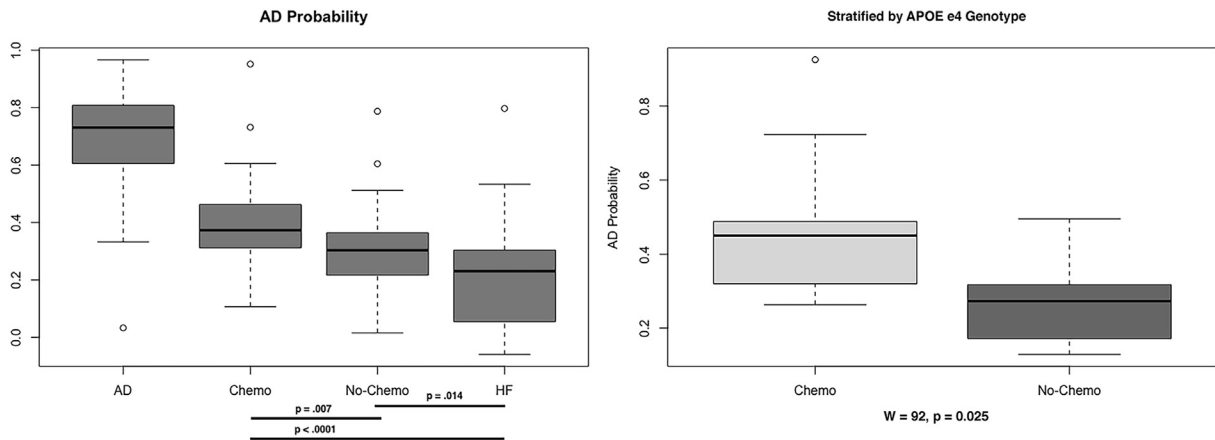 AD Probability
1.0
0.8
0.6
0.4
0.2
0.0
AD Chemo No-Chemo HF
p = .014
p = .007
p < .0001
Stratified by APOE e4 Genotype
AD Probability
0.8
0.6
0.4
0.2
Chemo No-Chemo
W = 92, p = 0.025